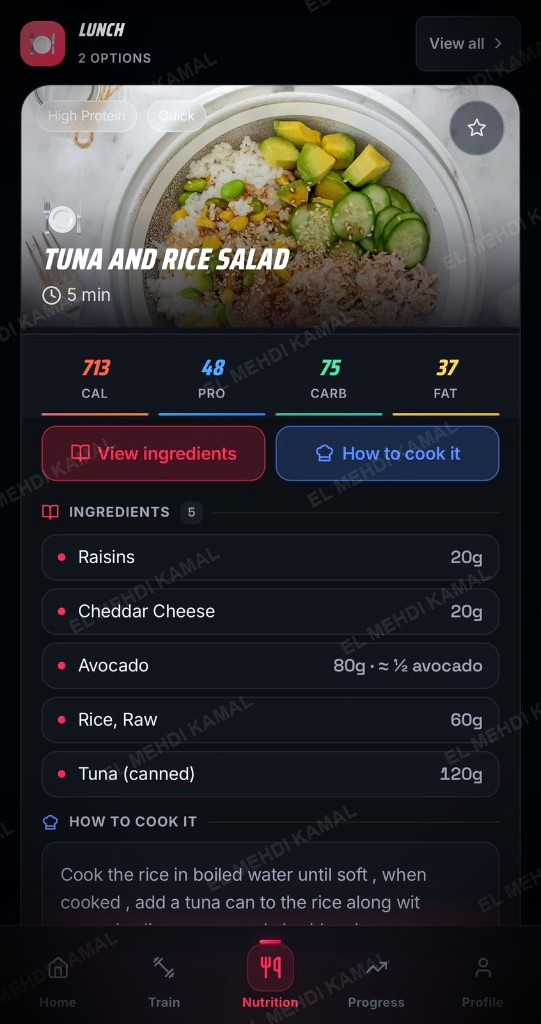 LUNCH
2 OPTIONS
View all
High Protein
Quick
TUNA AND RICE SALAD
5 min
713
48
75
37
CAL
PRO
CARB
FAT
View ingredients
How to cook it
INGREDIENTS 5
Raisins 20g
Cheddar Cheese 20g
Avocado 80g · ≈ ½ avocado
Rice, Raw 60g
Tuna (canned) 120g
HOW TO COOK IT
Cook the rice in boiled water until soft , when
cooked , add a tuna can to the rice along wit
Home
Train
Nutrition
Progress
Profile
EL MEHDI KAMAL